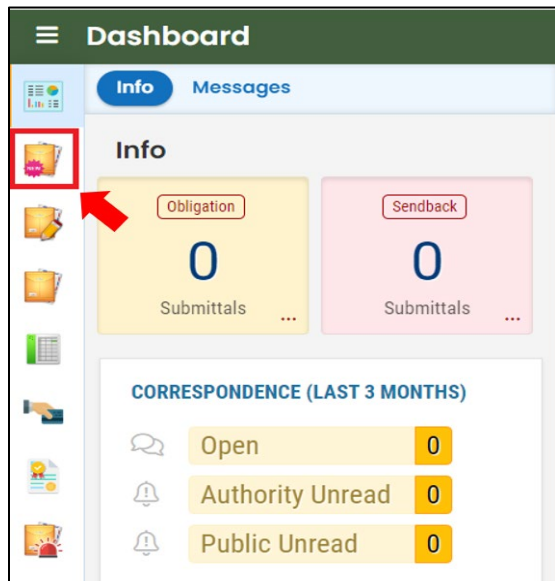 Dashboard
Info
Messages
Info
Obligation
0
Submittals
...
Sendback
0
Submittals
...
CORRESPONDENCE (LAST 3 MONTHS)
Open 0
Authority Unread 0
Public Unread 0